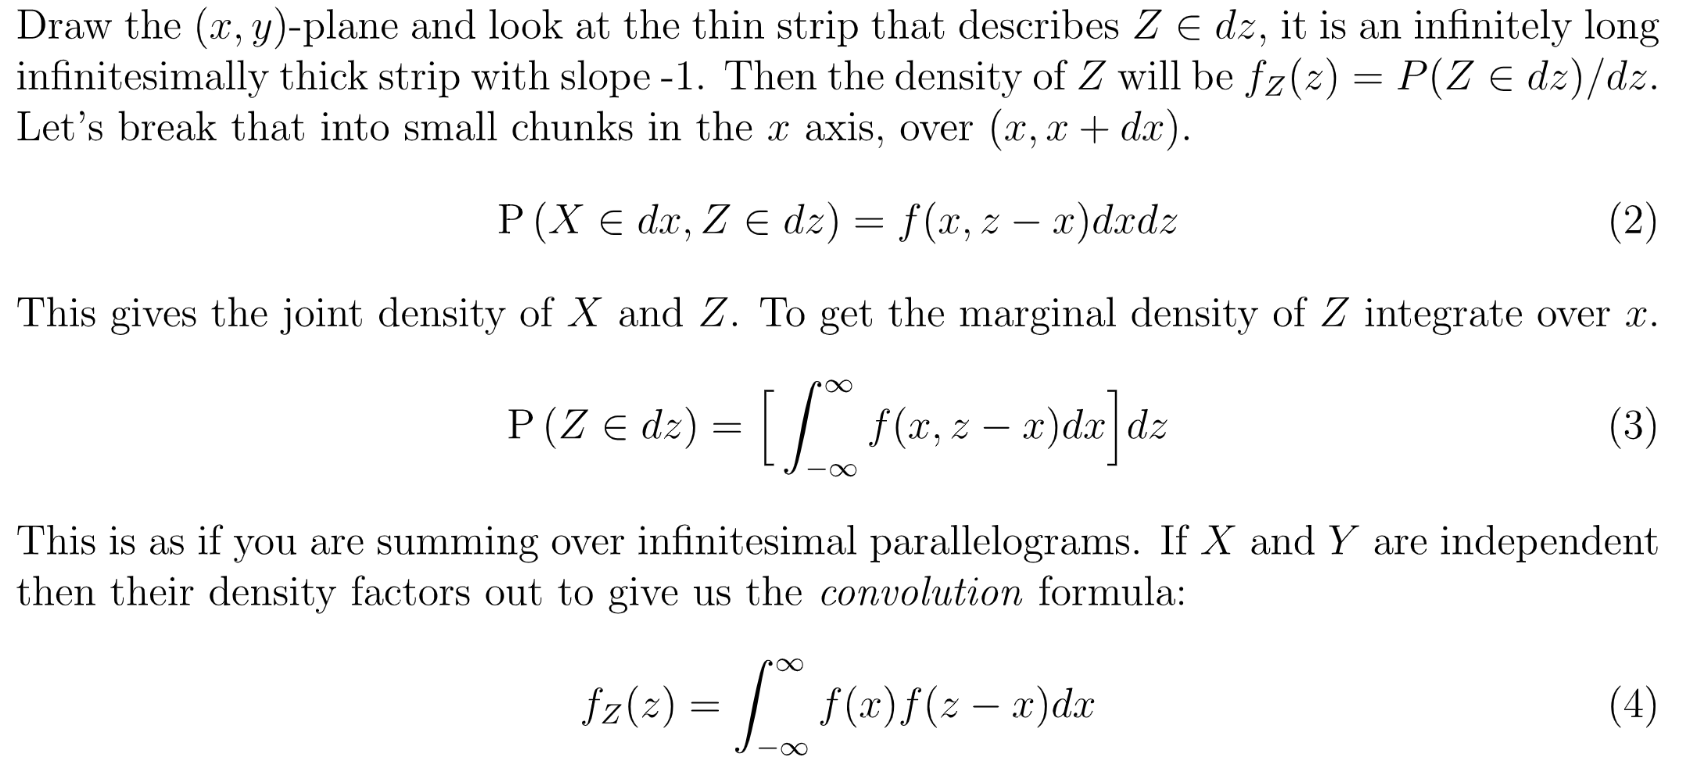 Draw the (x, y)-plane and look at the thin strip that describes Z ∈ dz, it is an infinitely long
infinitesimally thick strip with slope -1. Then the density of Z will be f_Z(z) = P(Z ∈ dz)/dz.
Let's break that into small chunks in the x axis, over (x, x + dx).
P (X ∈ dx, Z ∈ dz) = f(x, z − x)dxdz (2)
This gives the joint density of X and Z. To get the marginal density of Z integrate over x.
P (Z ∈ dz) = [∫_{−∞}^{∞} f(x, z − x)dx] dz (3)
This is as if you are summing over infinitesimal parallelograms. If X and Y are independent
then their density factors out to give us the convolution formula:
f_Z(z) = ∫_{−∞}^{∞} f(x)f(z − x)dx (4)